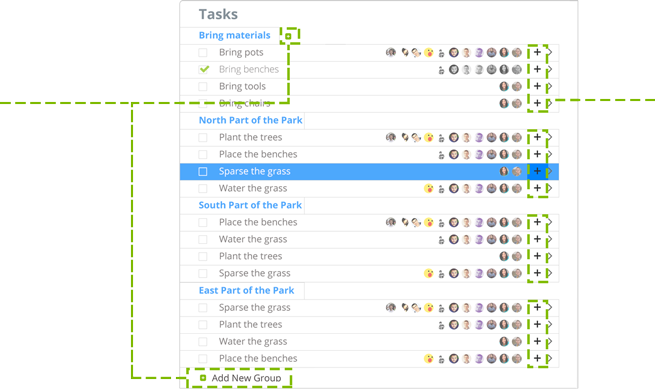 Tasks
Bring materials
Bring pots
Bring benches
Bring tools
Bring chairs
North Part of the Park
Plant the trees
Place the benches
Sparse the grass
Water the grass
South Part of the Park
Place the benches
Water the grass
Plant the trees
Sparse the grass
East Part of the Park
Sparse the grass
Plant the trees
Water the grass
Place the benches
Add New Group